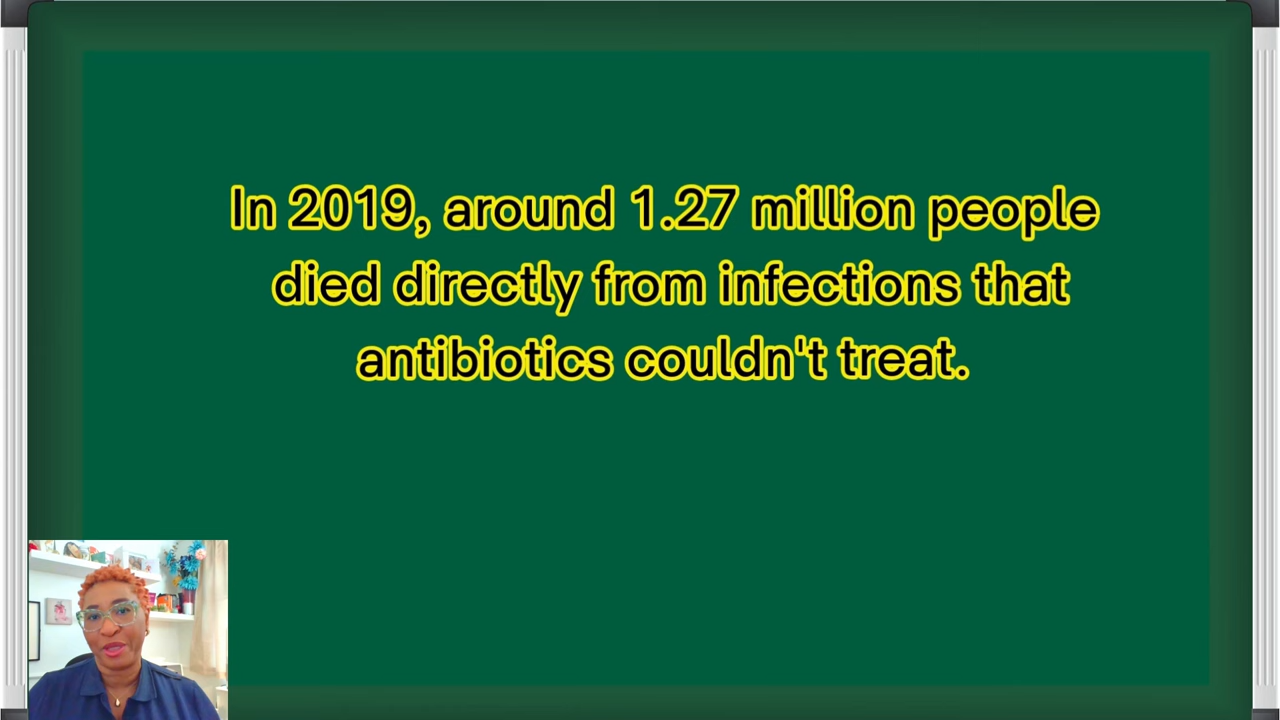 In 2019, around 1.27 million people
died directly from infections that
antibiotics couldn't treat.